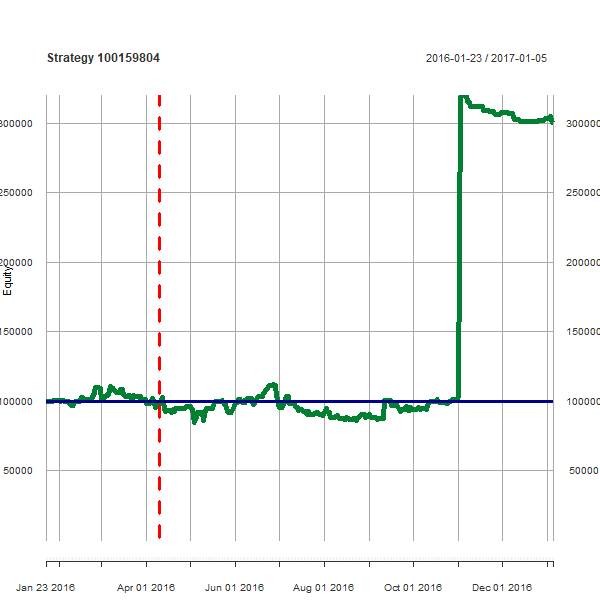 Strategy 100159804
2016-01-23 / 2017-01-05
300000
300000
250000
250000
200000
200000
Equity
150000
150000
100000
100000
50000
50000
Jan 23 2016
Apr 01 2016
Jun 01 2016
Aug 01 2016
Oct 01 2016
Dec 01 2016